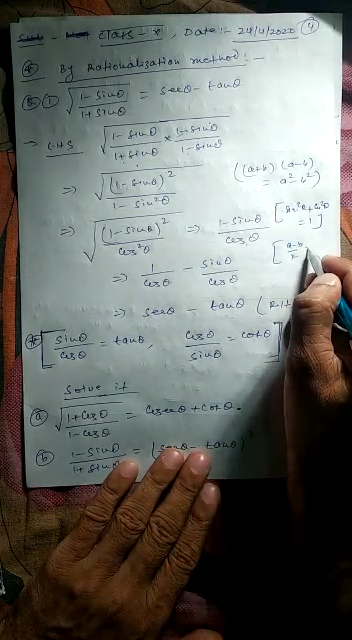 Class - X, Date:- 24/4/2020 (4)
By Rationalization method:-
(B) (1) √((1-sinθ)/(1+sinθ)) = secθ - tanθ
⇒ LHS √((1-sinθ)/(1+sinθ) × (1-sinθ)/(1-sinθ))
⇒ √((1-sinθ)²/(1-sin²θ)) ((a+b)(a-b) = a²-b²)
⇒ √((1-sinθ)²/cos²θ) ⇒ (1-sinθ)/cosθ [sin²θ+cos²θ = 1]
⇒ 1/cosθ - sinθ/cosθ [(a-b)/
⇒ secθ - tanθ (R.H
[sinθ/cosθ = tanθ, cosθ/sinθ = cotθ]
Solve it
(a) √((1+cosθ)/(1-cosθ)) = cosecθ + cotθ.
(b) (1-sinθ)/(1+sinθ) = (secθ - tanθ)²